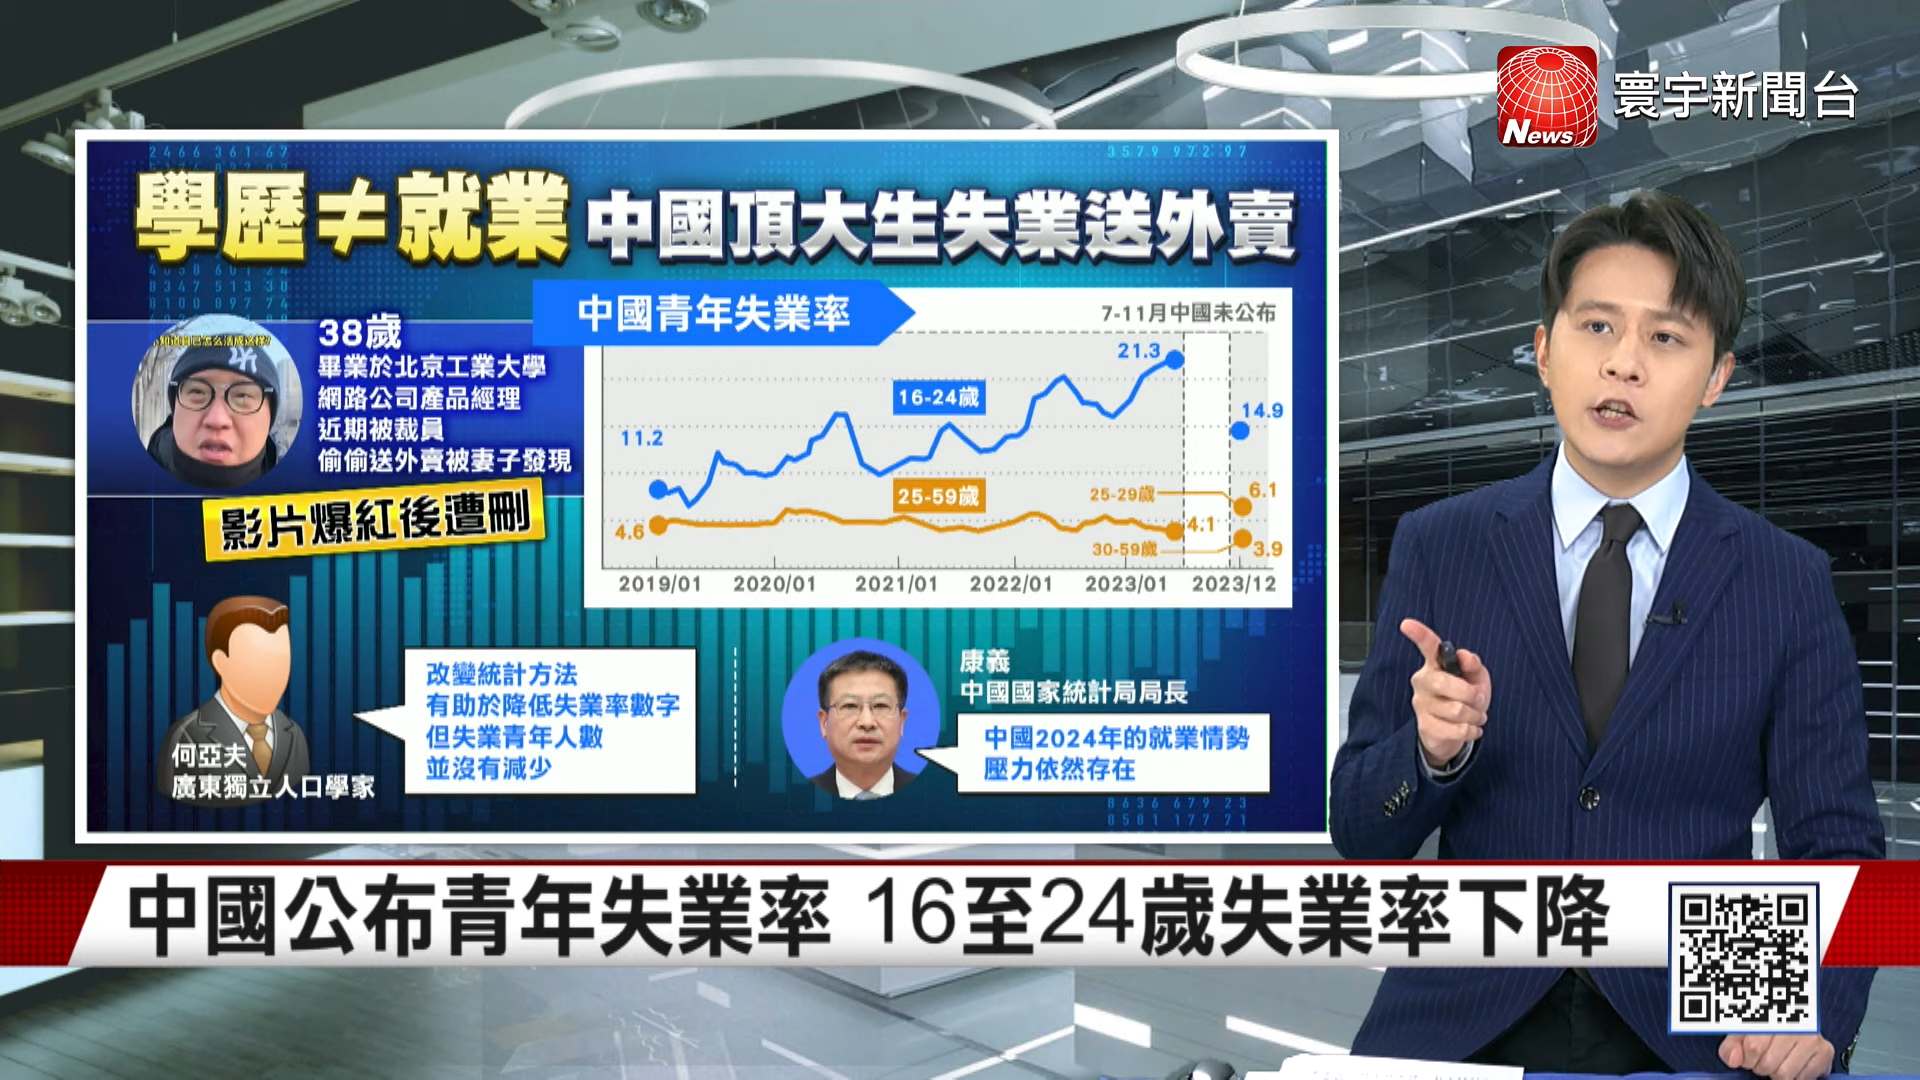 News
寰宇新聞台
學歷≠就業 中國頂大生失業送外賣
38歲
畢業於北京工業大學
網路公司產品經理
近期被裁員
偷偷送外賣被妻子發現
影片爆紅後遭刪
中國青年失業率
7-11月中國未公布
21.3
16-24歲
14.9
11.2
25-59歲
25-29歲
6.1
4.6
4.1
30-59歲
3.9
2019/01 2020/01 2021/01 2022/01 2023/01 2023/12
何亞夫
廣東獨立人口學家
改變統計方法
有助於降低失業率數字
但失業青年人數
並沒有減少
康義
中國國家統計局局長
中國2024年的就業情勢
壓力依然存在
中國公布青年失業率 16至24歲失業率下降